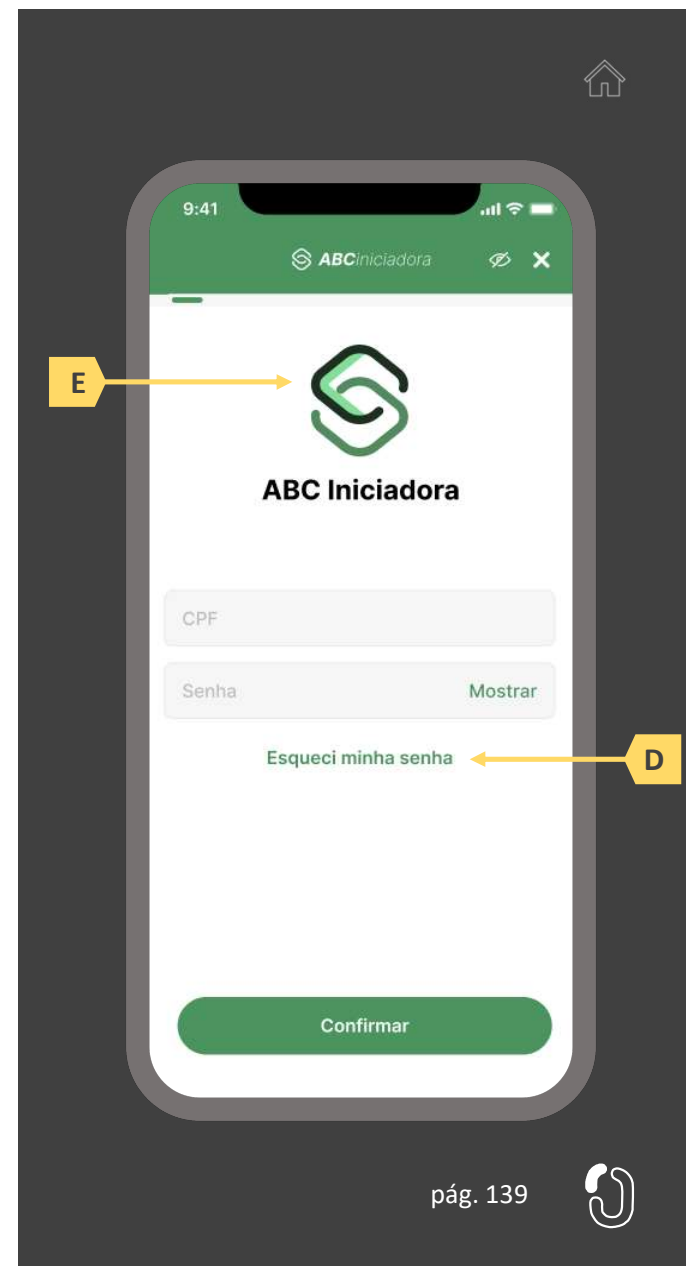 9:41
ABCiniciadora
E
ABC Iniciadora
CPF
Senha Mostrar
Esqueci minha senha
D
Confirmar
pág. 139